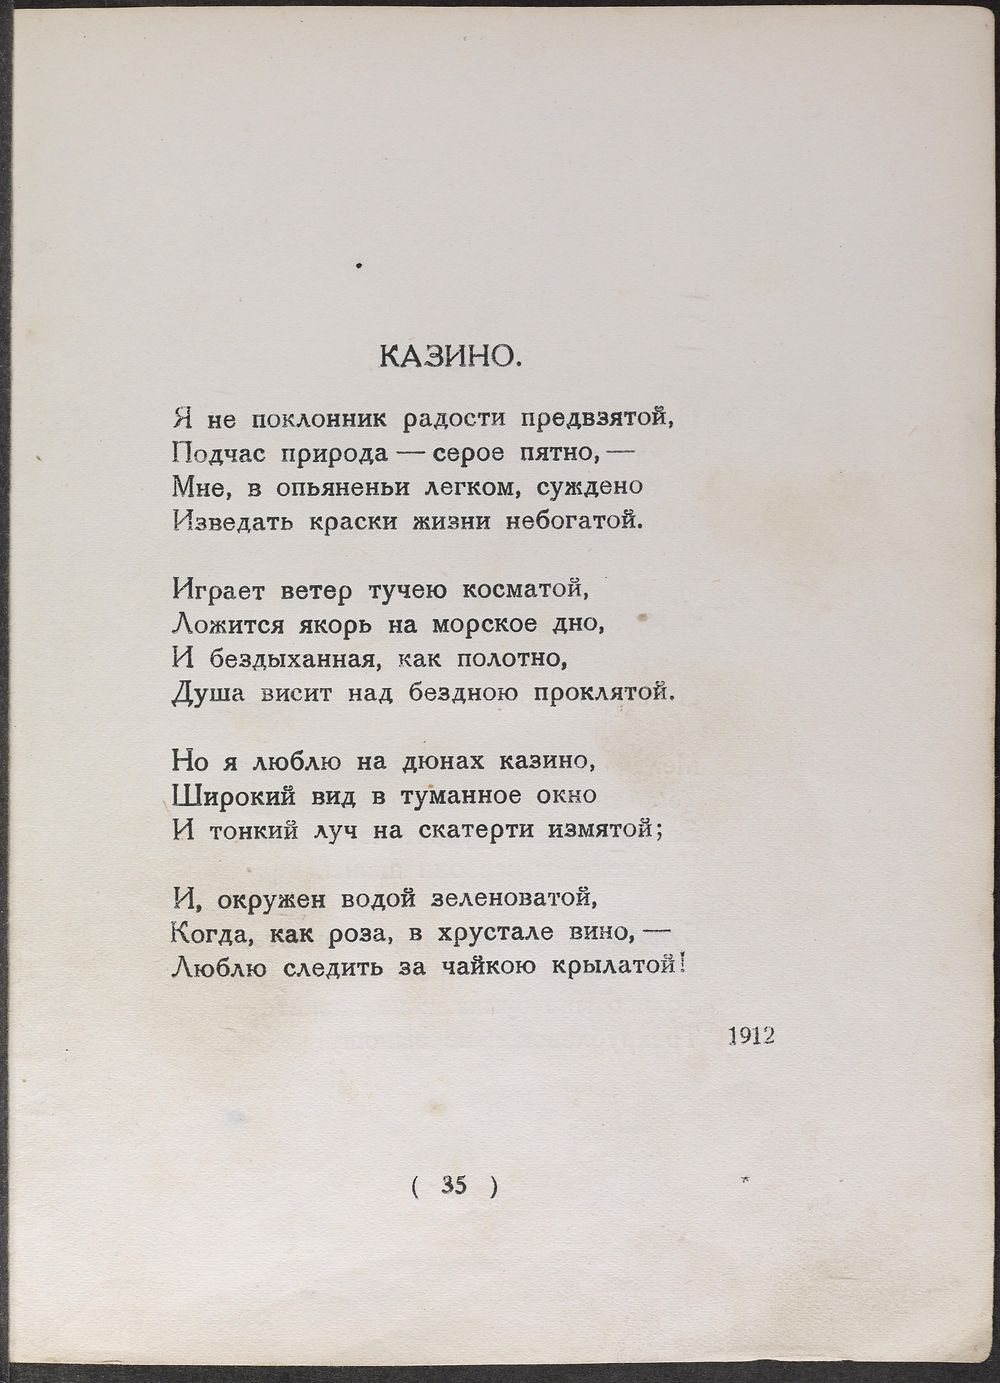 КАЗИНО.
Я не поклонник радости предвзятой,
Подчас природа — серое пятно, —
Мне, в опьяненьи легком, суждено
Изведать краски жизни небогатой.
Играет ветер тучею косматой,
Ложится якорь на морское дно,
И бездыханная, как полотно,
Душа висит над бездною проклятой.
Но я люблю на дюнах казино,
Широкий вид в туманное окно
И тонкий луч на скатерти измятой;
И, окружен водой зеленоватой,
Когда, как роза, в хрустале вино, —
Люблю следить за чайкою крылатой!
1912
( 35 )